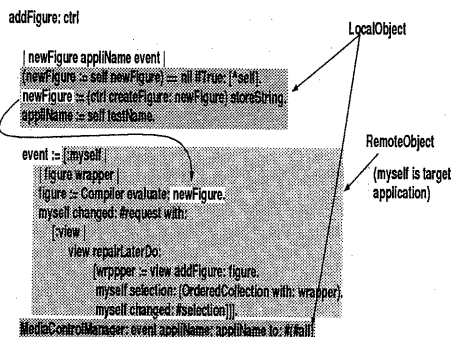 addFigure: ctrl
LocalObject
| newFigure appliName event |
(newFigure := self newFigure) == nil ifTrue: [^self].
newFigure := (ctrl createFigure: newFigure) storeString.
appliName := self testName.
RemoteObject
(myself is target
application)
event := [:myself |
| figure wrapper |
figure := Compiler evaluate: newFigure.
myself changed: #request with:
[:view |
view repairLaterDo:
[wrppper := view addFigure: figure.
myself selection: (OrderedCollection with: wrapper).
myself changed: #selection]]].
MediaControlManager: event appliName: appliName to: #(#all)